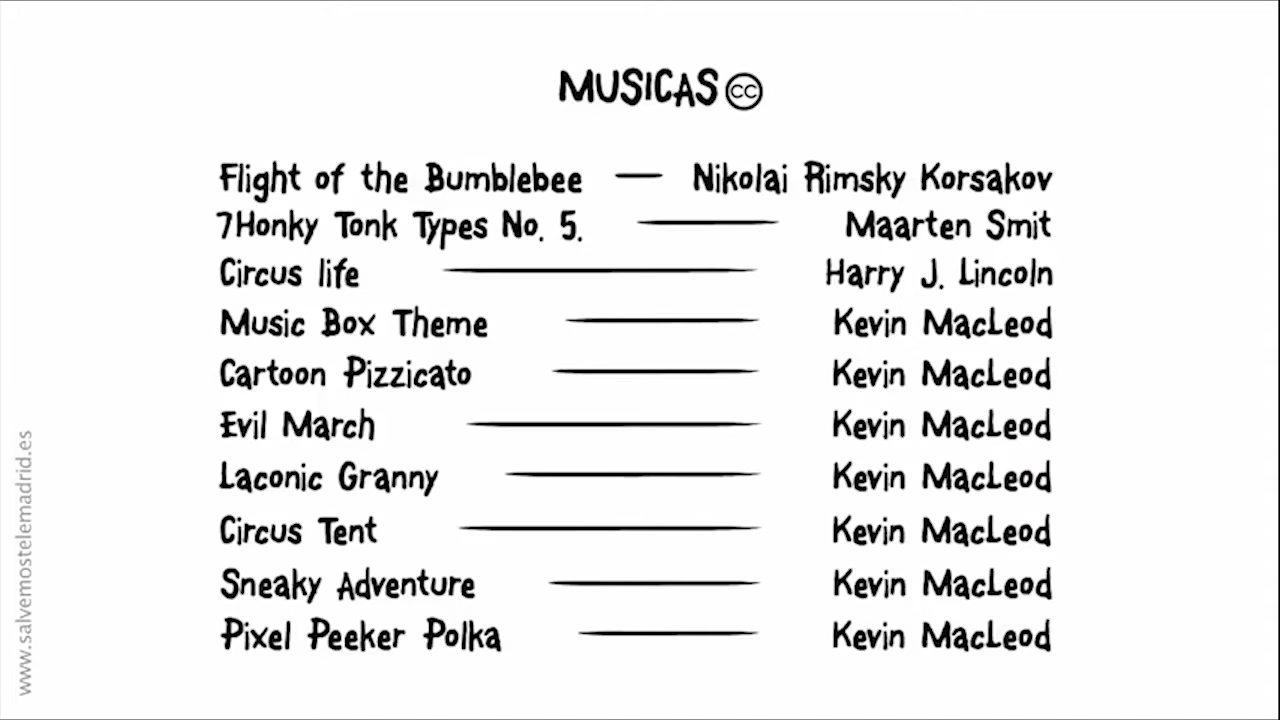 MUSICAS CC
Flight of the Bumblebee — Nikolai Rimsky Korsakov
7Honky Tonk Types No. 5. — Maarten Smit
Circus life — Harry J. Lincoln
Music Box Theme — Kevin MacLeod
Cartoon Pizzicato — Kevin MacLeod
Evil March — Kevin MacLeod
Laconic Granny — Kevin MacLeod
Circus Tent — Kevin MacLeod
Sneaky Adventure — Kevin MacLeod
Pixel Peeker Polka — Kevin MacLeod
www.salvemostelemadrid.es